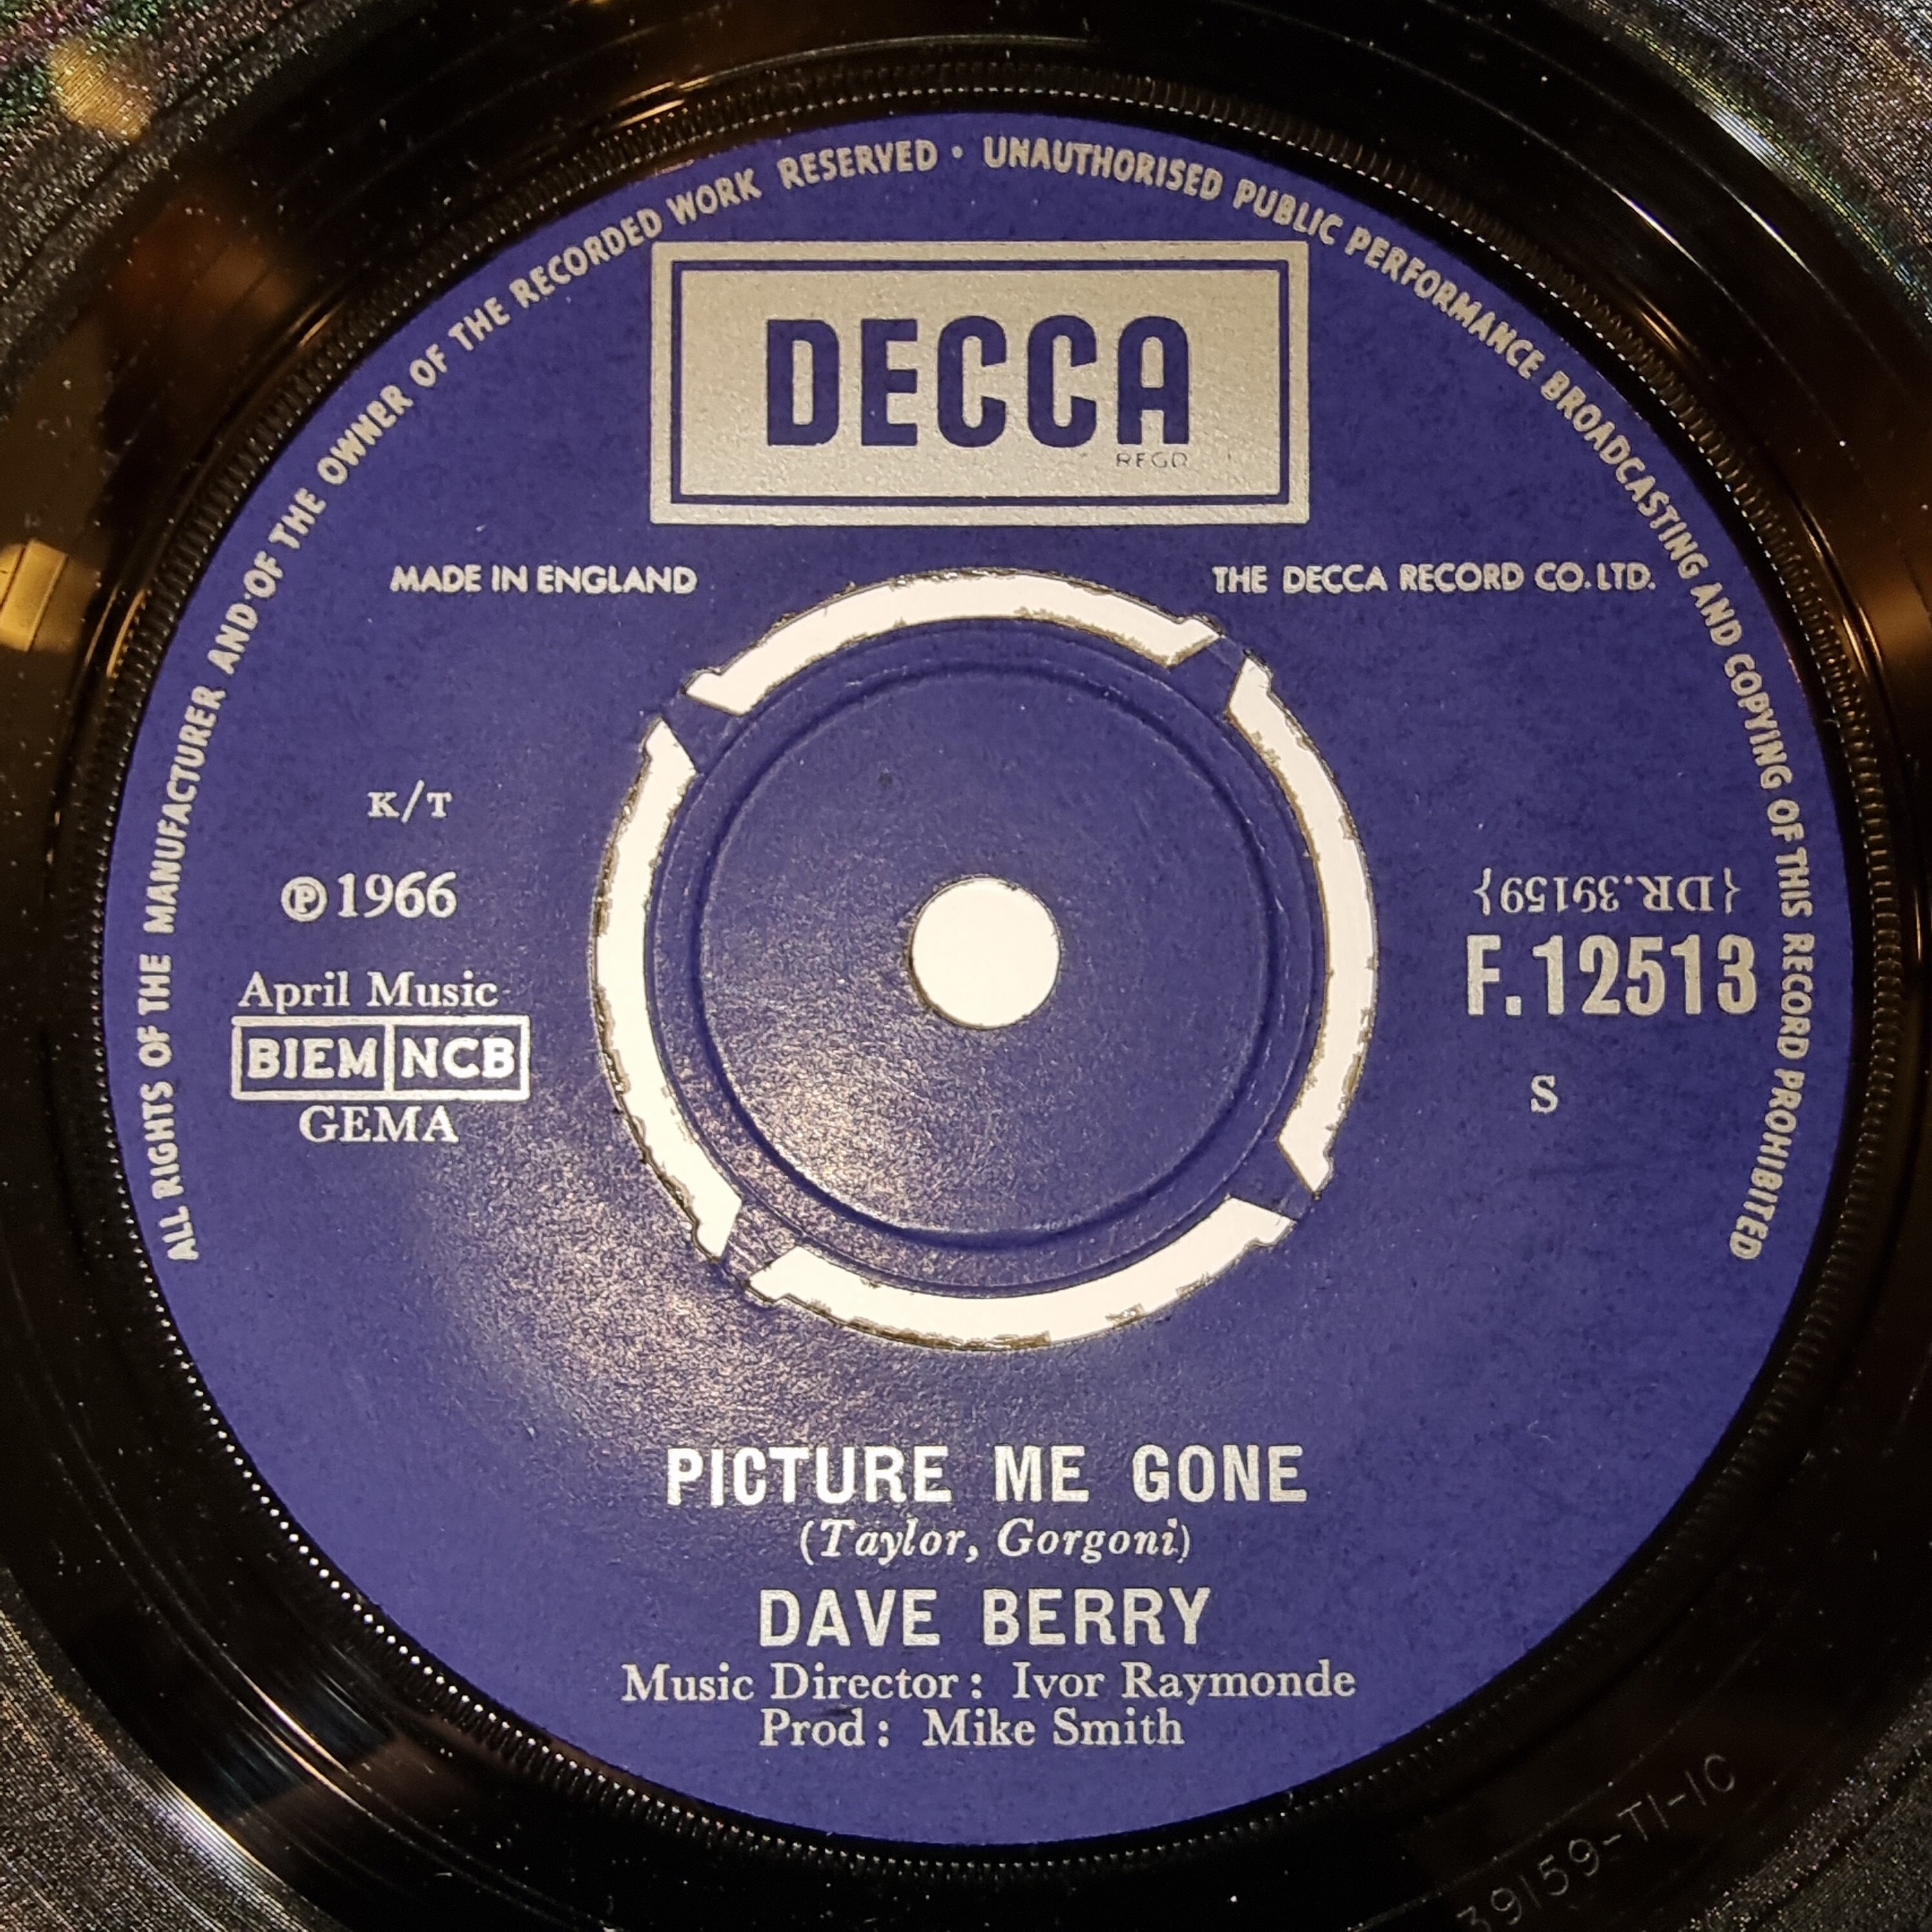 ALL RIGHTS OF THE MANUFACTURER AND OF THE OWNER OF THE RECORDED WORK RESERVED · UNAUTHORISED PUBLIC PERFORMANCE BROADCASTING AND COPYING OF THIS RECORD PROHIBITED
DECCA
REGD
MADE IN ENGLAND
THE DECCA RECORD CO. LTD.
K/T
℗ 1966
April Music
BIEM NCB
GEMA
{DR.39159}
F.12513
S
PICTURE ME GONE
(Taylor, Gorgoni)
DAVE BERRY
Music Director: Ivor Raymonde
Prod: Mike Smith
39159-T1-1C